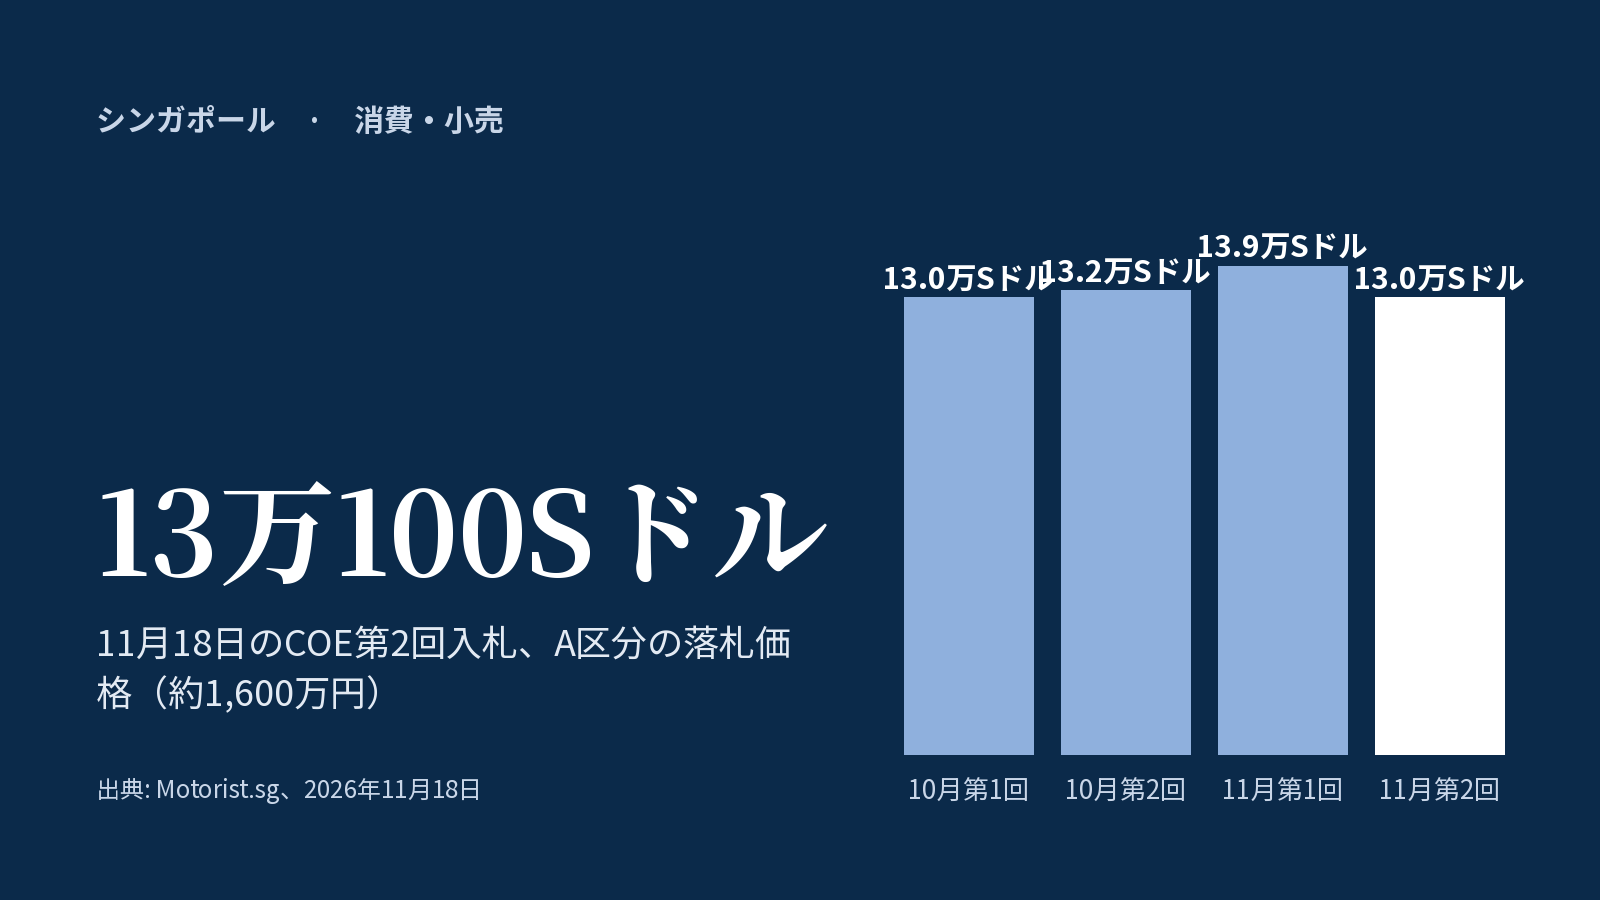 シンガポール · 消費・小売
13.0万Sドル
13.2万Sドル
13.9万Sドル
13.0万Sドル
13万100Sドル
11月18日のCOE第2回入札、A区分の落札価
格（約1,600万円）
出典: Motorist.sg、2026年11月18日
10月第1回
10月第2回
11月第1回
11月第2回